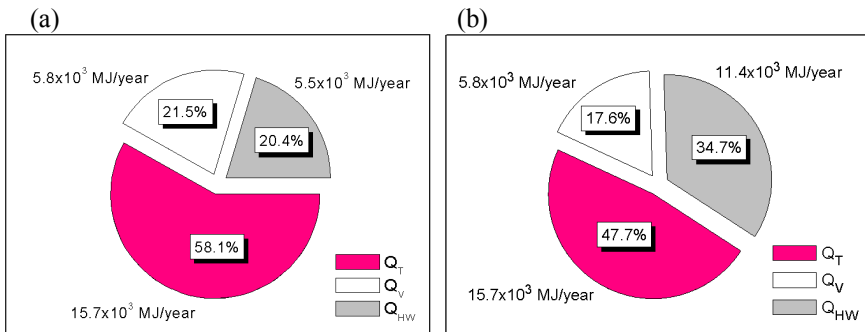 (a)
5.8x10³ MJ/year
5.5x10³ MJ/year
21.5%
20.4%
58.1%
15.7x10³ MJ/year
Q_T
Q_V
Q_HW
(b)
5.8x10³ MJ/year
11.4x10³ MJ/year
17.6%
34.7%
47.7%
15.7x10³ MJ/year
Q_T
Q_V
Q_HW